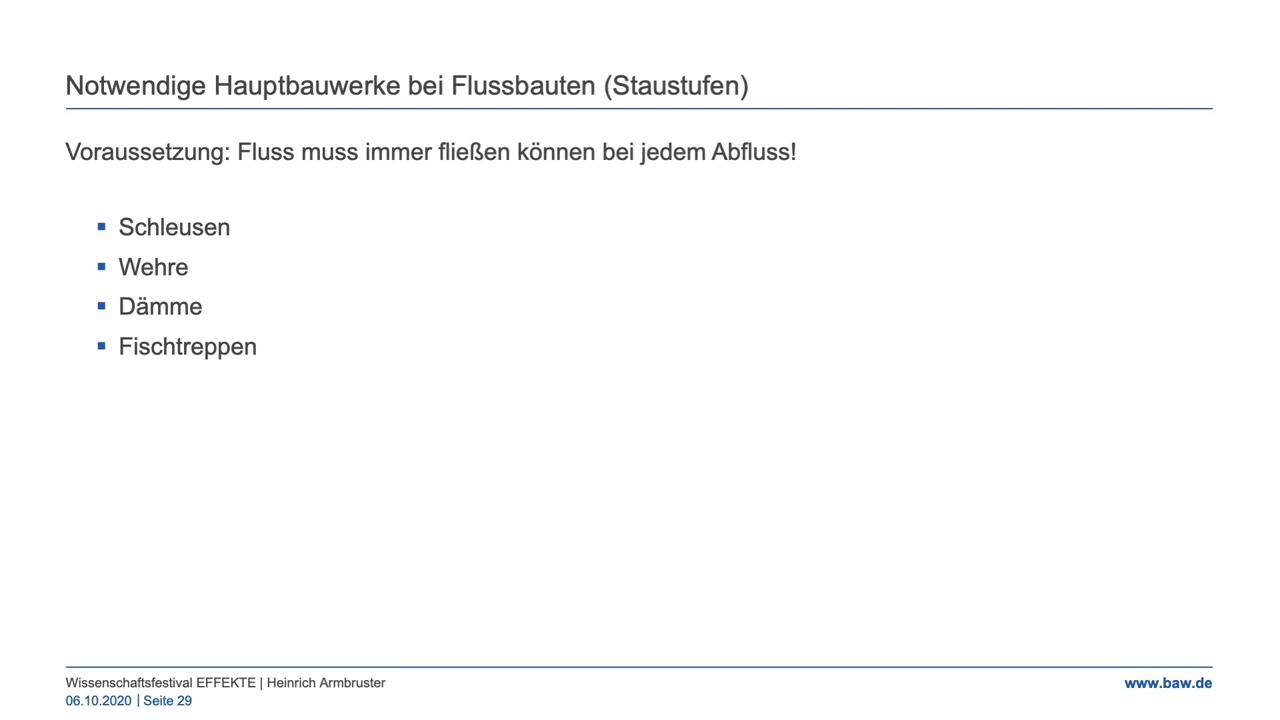 Notwendige Hauptbauwerke bei Flussbauten (Staustufen)
Voraussetzung: Fluss muss immer fließen können bei jedem Abfluss!
▪ Schleusen
▪ Wehre
▪ Dämme
▪ Fischtreppen
Wissenschaftsfestival EFFEKTE | Heinrich Armbruster
www.baw.de
06.10.2020 | Seite 29